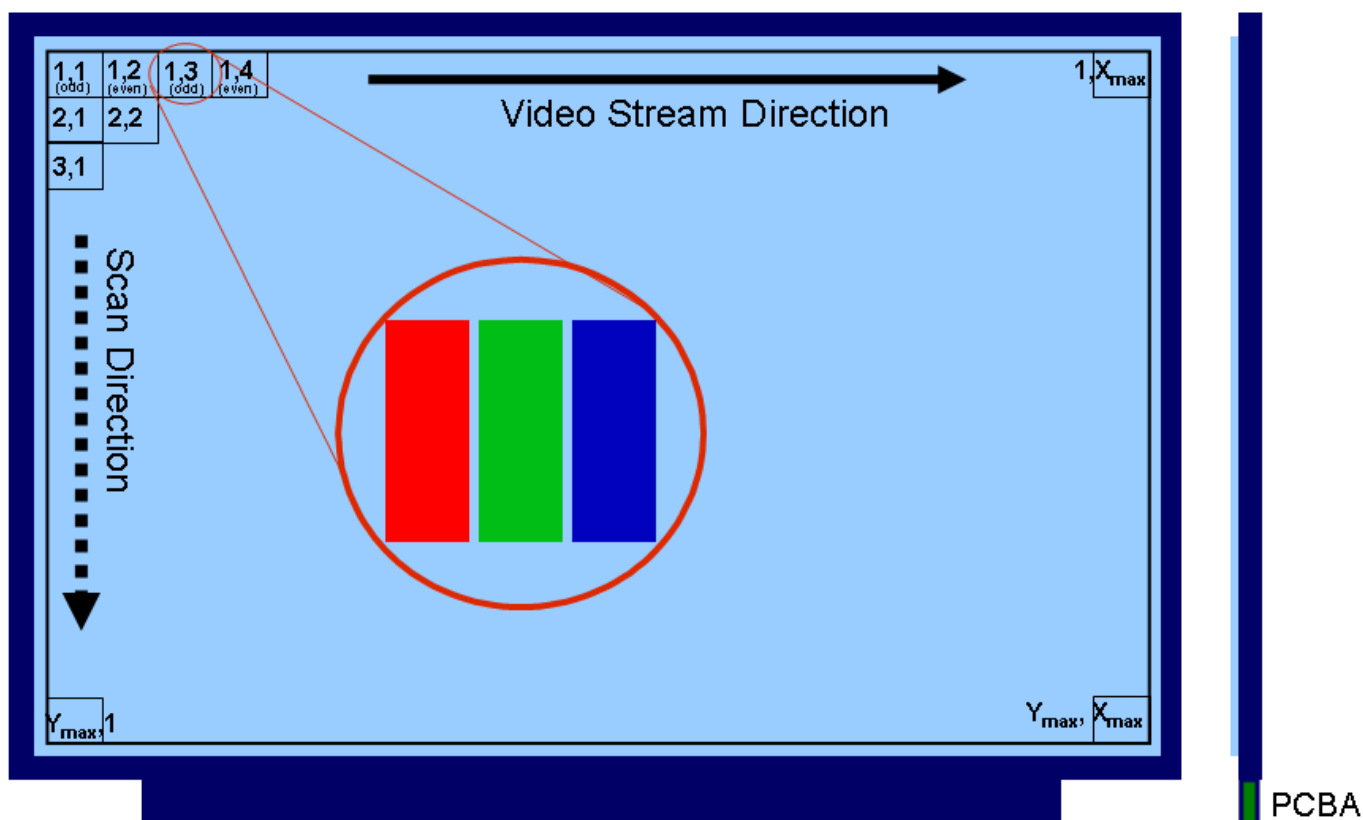 1,1 1,2 1,3 1,4 1,Xmax
(odd) (even) (odd) (even)
Video Stream Direction
2,1 2,2
3,1
Scan Direction
Ymax,1 Ymax, Xmax
PCBA